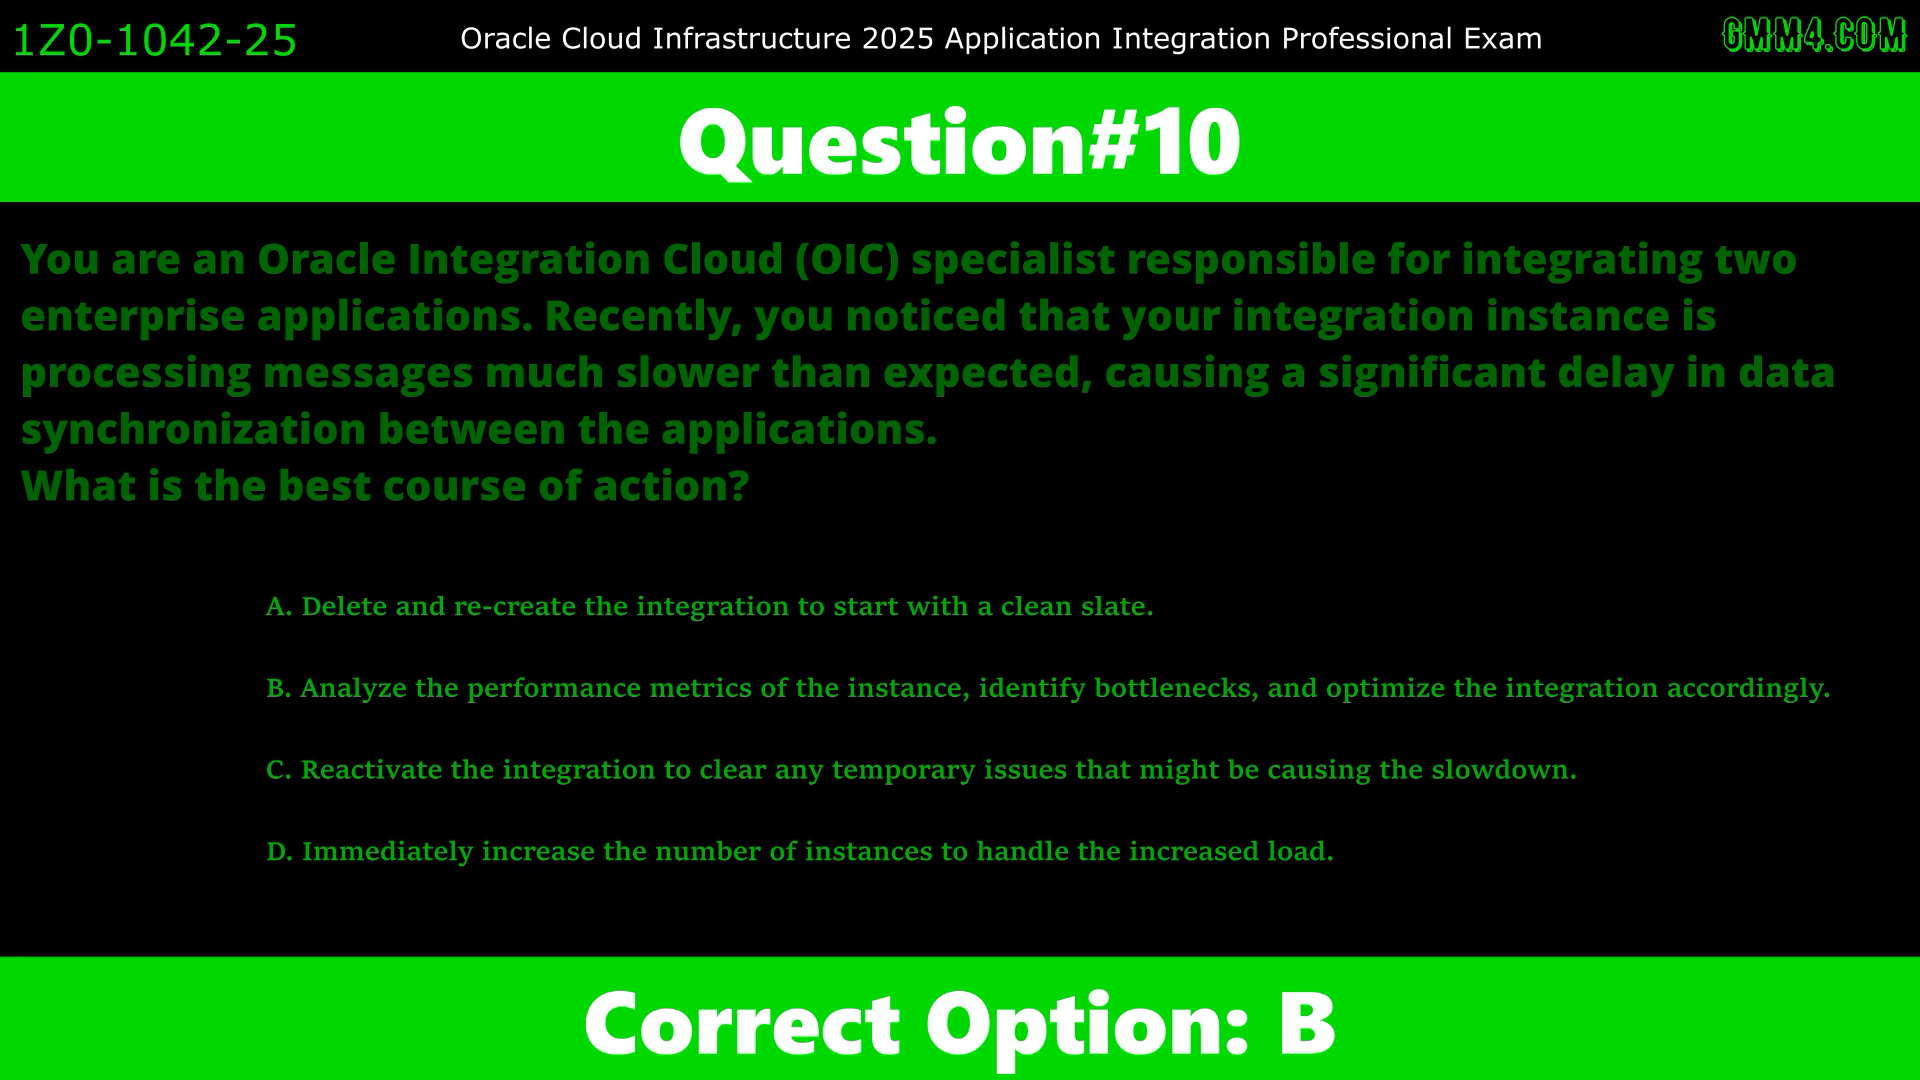 1Z0-1042-25
Oracle Cloud Infrastructure 2025 Application Integration Professional Exam
GMM4.COM
Question#10
You are an Oracle Integration Cloud (OIC) specialist responsible for integrating two
enterprise applications. Recently, you noticed that your integration instance is
processing messages much slower than expected, causing a significant delay in data
synchronization between the applications.
What is the best course of action?
A. Delete and re-create the integration to start with a clean slate.
B. Analyze the performance metrics of the instance, identify bottlenecks, and optimize the integration accordingly.
C. Reactivate the integration to clear any temporary issues that might be causing the slowdown.
D. Immediately increase the number of instances to handle the increased load.
Correct Option: B